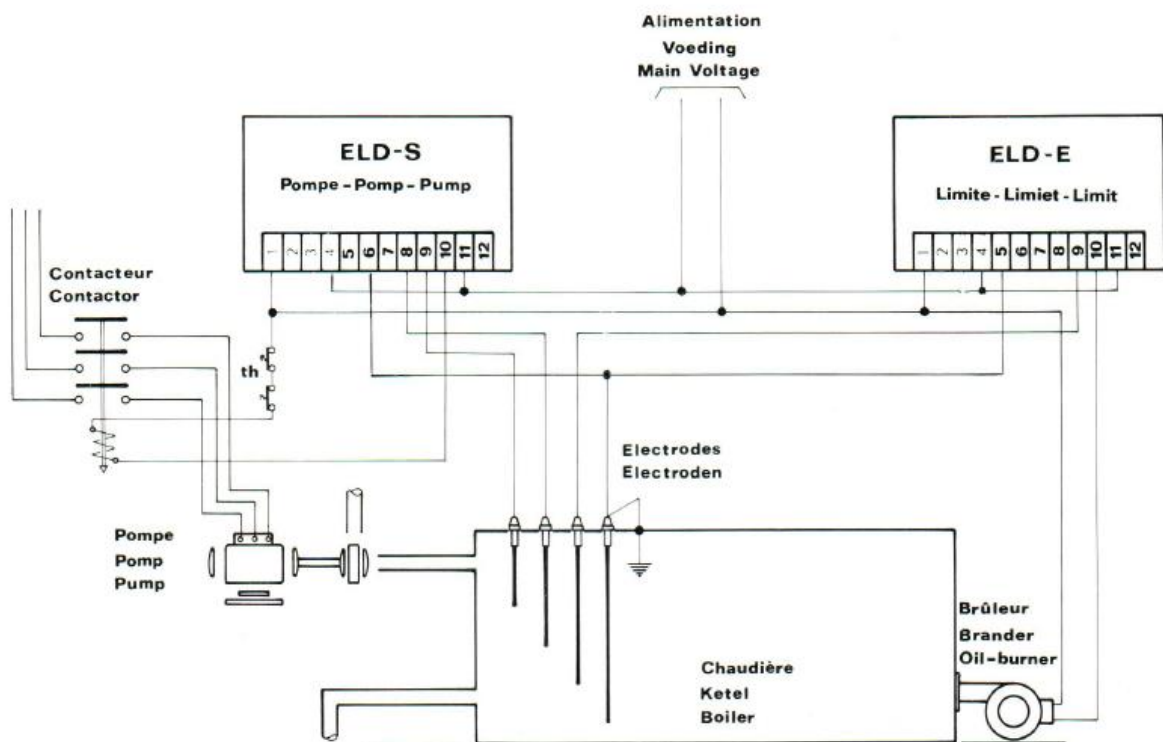 Alimentation
Voeding
Main Voltage
ELD-S
Pompe - Pomp - Pump
1 2 3 4 5 6 7 8 9 10 11 12
ELD-E
Limite - Limiet - Limit
1 2 3 4 5 6 7 8 9 10 11 12
Contacteur
Contactor
th
Electrodes
Electroden
Pompe
Pomp
Pump
Brûleur
Brander
Oil-burner
Chaudière
Ketel
Boiler